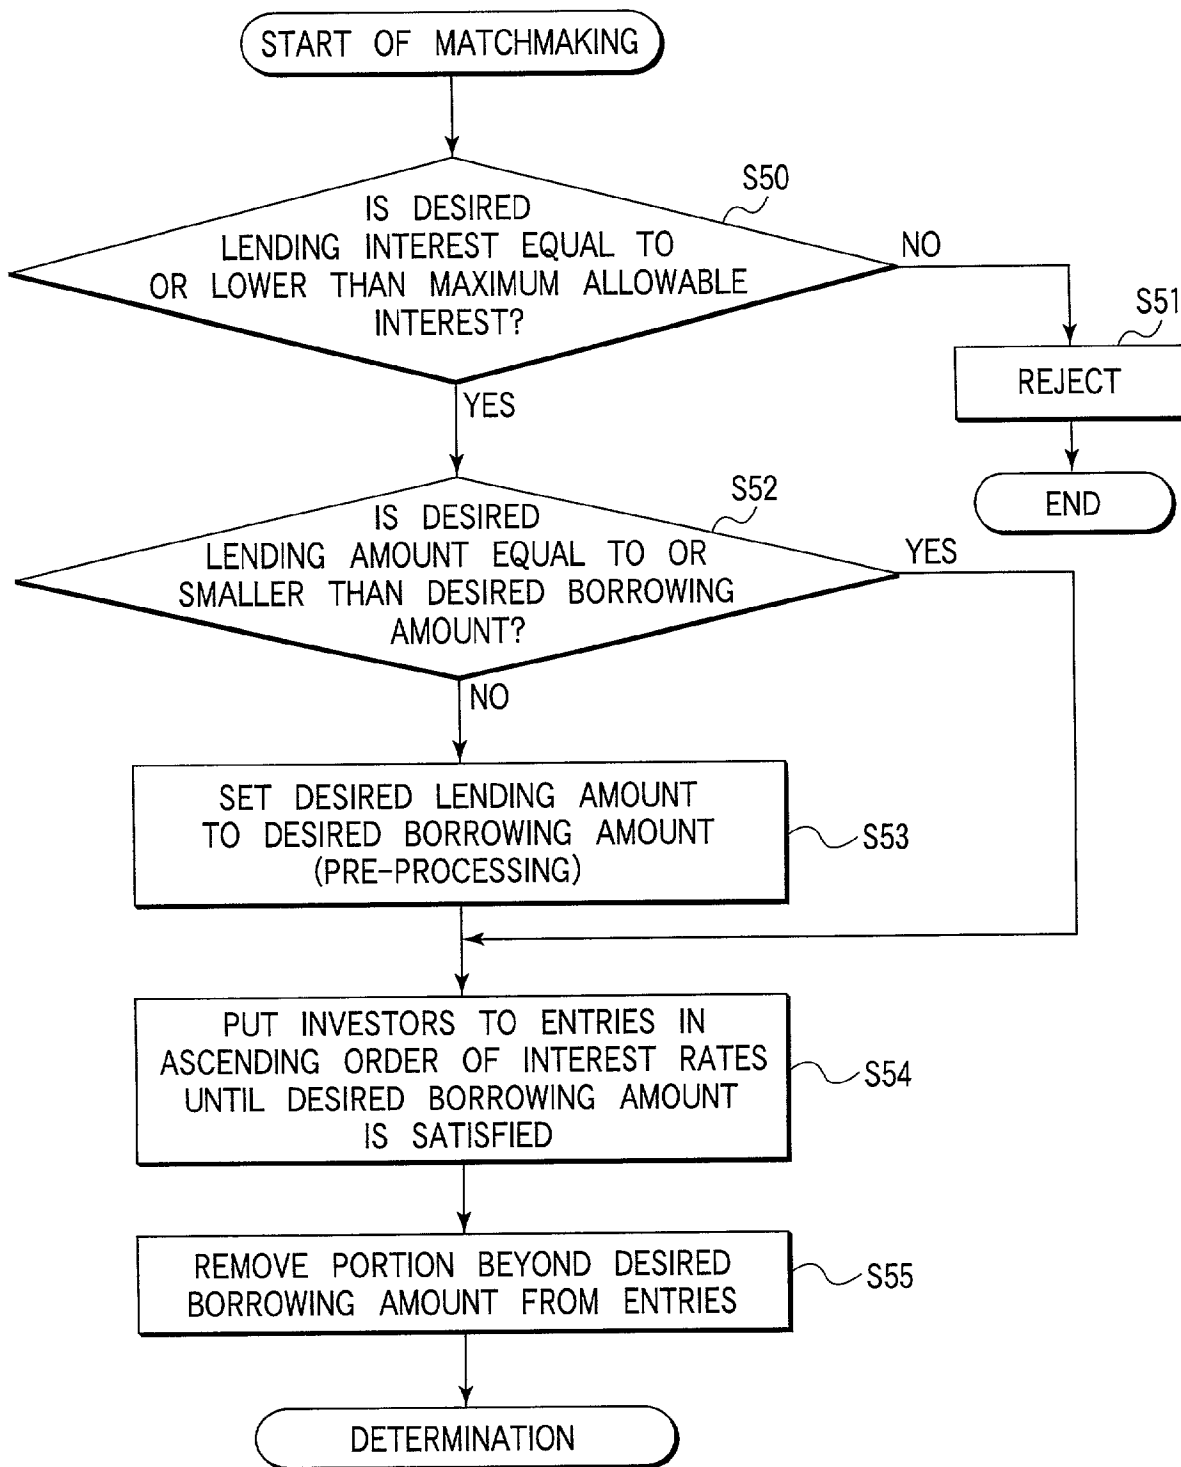 START OF MATCHMAKING
S50
IS DESIRED
LENDING INTEREST EQUAL TO
OR LOWER THAN MAXIMUM ALLOWABLE
INTEREST?
NO
S51
REJECT
END
YES
S52
IS DESIRED
LENDING AMOUNT EQUAL TO OR
SMALLER THAN DESIRED BORROWING
AMOUNT?
YES
NO
SET DESIRED LENDING AMOUNT
TO DESIRED BORROWING AMOUNT
(PRE-PROCESSING)
S53
PUT INVESTORS TO ENTRIES IN
ASCENDING ORDER OF INTEREST RATES
UNTIL DESIRED BORROWING AMOUNT
IS SATISFIED
S54
REMOVE PORTION BEYOND DESIRED
BORROWING AMOUNT FROM ENTRIES
S55
DETERMINATION